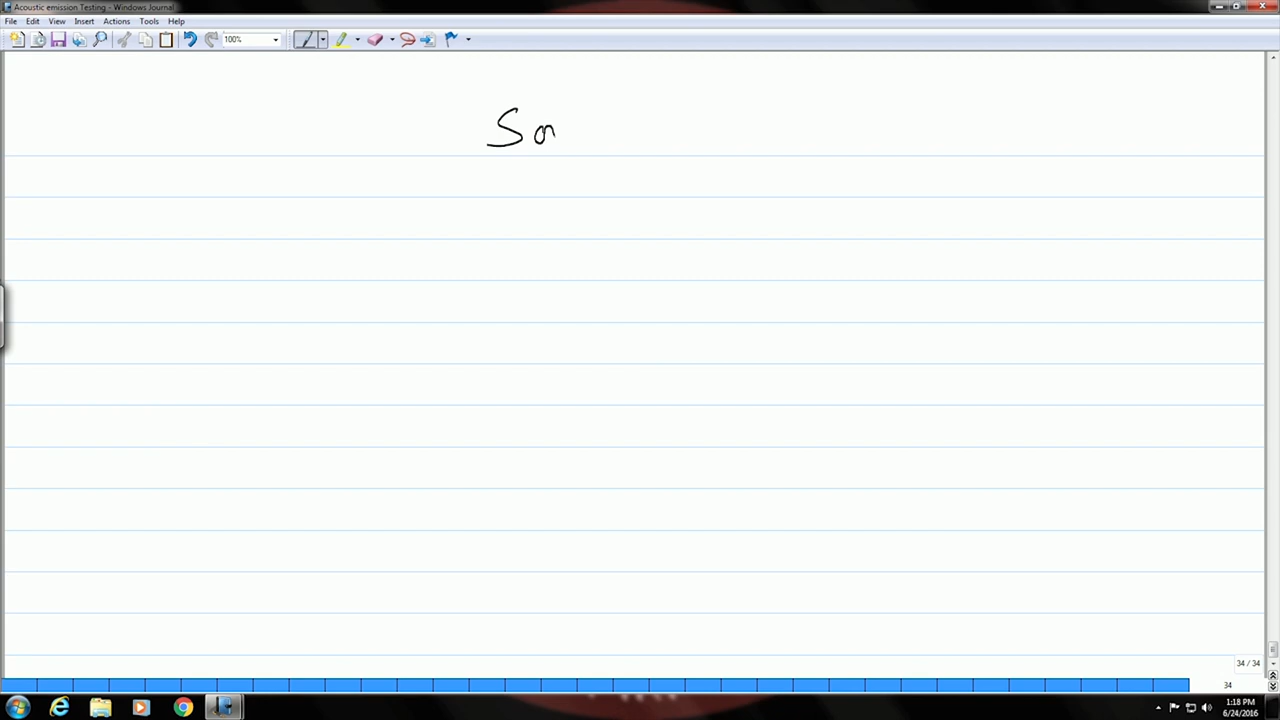 Acoustic emission Testing - Windows Journal
File Edit View Insert Actions Tools Help
100%
So
34 / 34
34
1:18 PM
6/24/2016